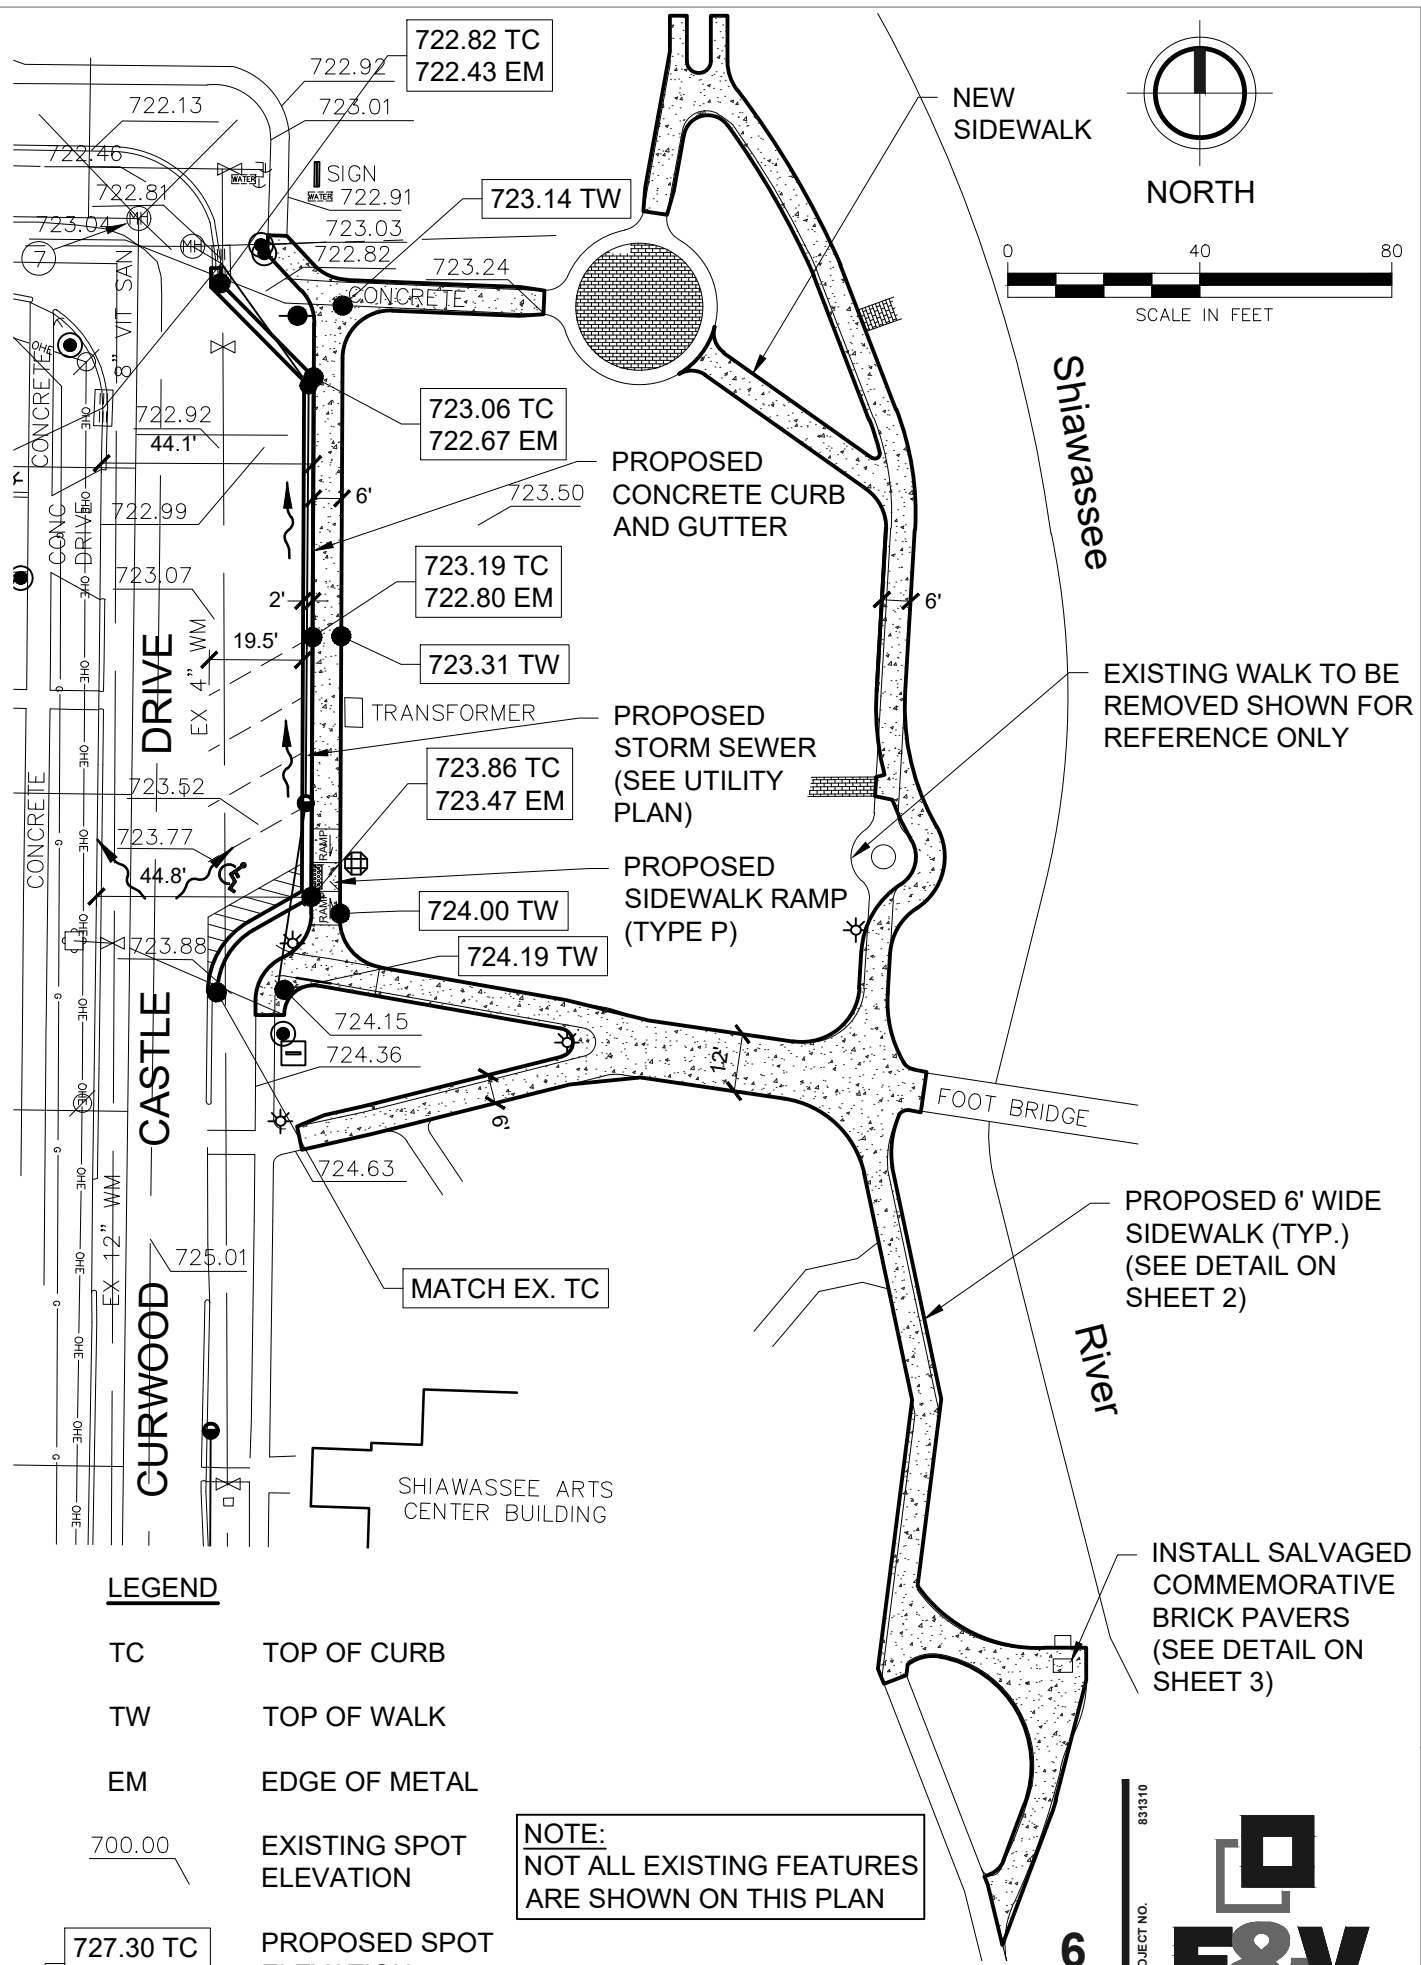 722.82 TC
722.43 EM
722.92
723.01
722.13
722.46
722.81
723.04
WATER
SIGN
WATER
722.91
723.03
722.82
MH
MH
7
723.14 TW
723.24
CONCRETE
NEW
SIDEWALK
NORTH
0 40 80
SCALE IN FEET
8" VIT SAN
OHE
CONCRETE
722.92
44.1'
723.06 TC
722.67 EM
6'
723.50
PROPOSED
CONCRETE CURB
AND GUTTER
Shiawassee
CONC
DRIVE
722.99
723.07
2'
19.5'
EX 4" WM
723.19 TC
722.80 EM
723.31 TW
6'
TRANSFORMER
PROPOSED
STORM SEWER
(SEE UTILITY
PLAN)
EXISTING WALK TO BE
REMOVED SHOWN FOR
REFERENCE ONLY
CONCRETE
723.52
723.77
44.8'
723.86 TC
723.47 EM
RAMP
RAMP
PROPOSED
SIDEWALK RAMP
(TYPE P)
724.00 TW
723.88
724.19 TW
724.15
724.36
12'
6'
FOOT BRIDGE
724.63
CURWOOD CASTLE DRIVE
EX 12" WM
725.01
MATCH EX. TC
PROPOSED 6' WIDE
SIDEWALK (TYP.)
(SEE DETAIL ON
SHEET 2)
River
SHIAWASSEE ARTS
CENTER BUILDING
INSTALL SALVAGED
COMMEMORATIVE
BRICK PAVERS
(SEE DETAIL ON
SHEET 3)
LEGEND
TC TOP OF CURB
TW TOP OF WALK
EM EDGE OF METAL
700.00 EXISTING SPOT
ELEVATION
727.30 TC PROPOSED SPOT
NOTE:
NOT ALL EXISTING FEATURES
ARE SHOWN ON THIS PLAN
6
831310
NO.